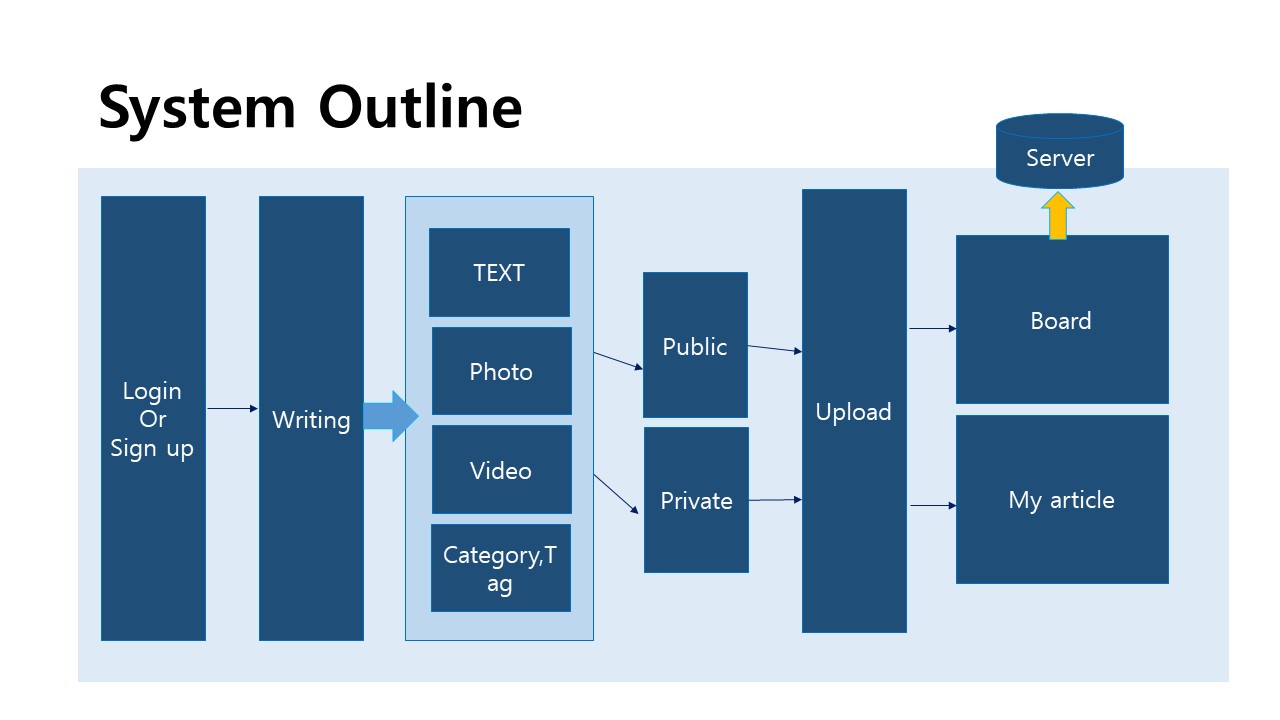 System Outline
Server
Login
Or
Sign up
Writing
TEXT
Photo
Video
Category,T
ag
Public
Private
Upload
Board
My article